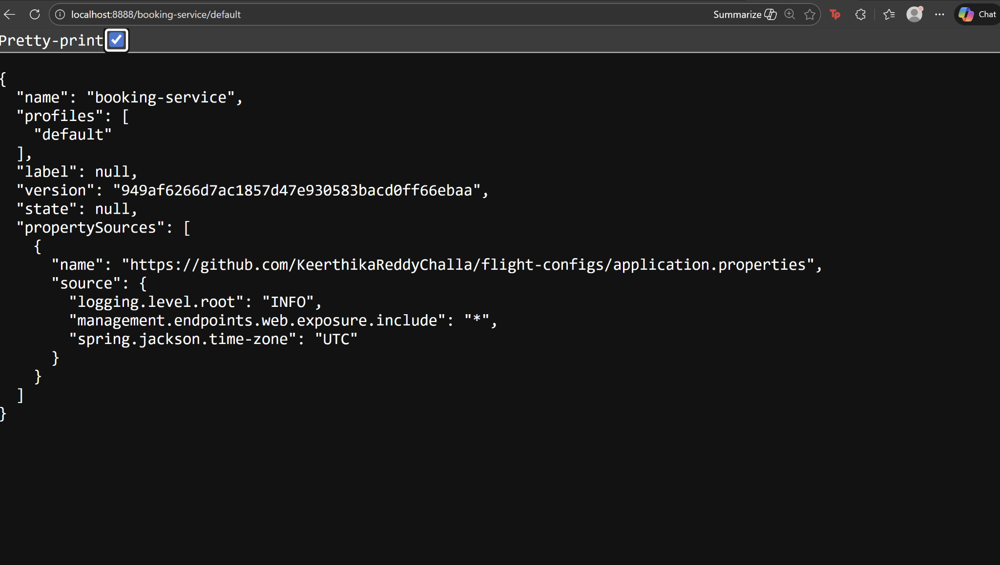 localhost:8888/booking-service/default Summarize Tp Chat
Pretty-print
{
  "name": "booking-service",
  "profiles": [
    "default"
  ],
  "label": null,
  "version": "949af6266d7ac1857d47e930583bacd0ff66ebaa",
  "state": null,
  "propertySources": [
    {
      "name": "https://github.com/KeerthikaReddyChalla/flight-configs/application.properties",
      "source": {
        "logging.level.root": "INFO",
        "management.endpoints.web.exposure.include": "*",
        "spring.jackson.time-zone": "UTC"
      }
    }
  ]
}